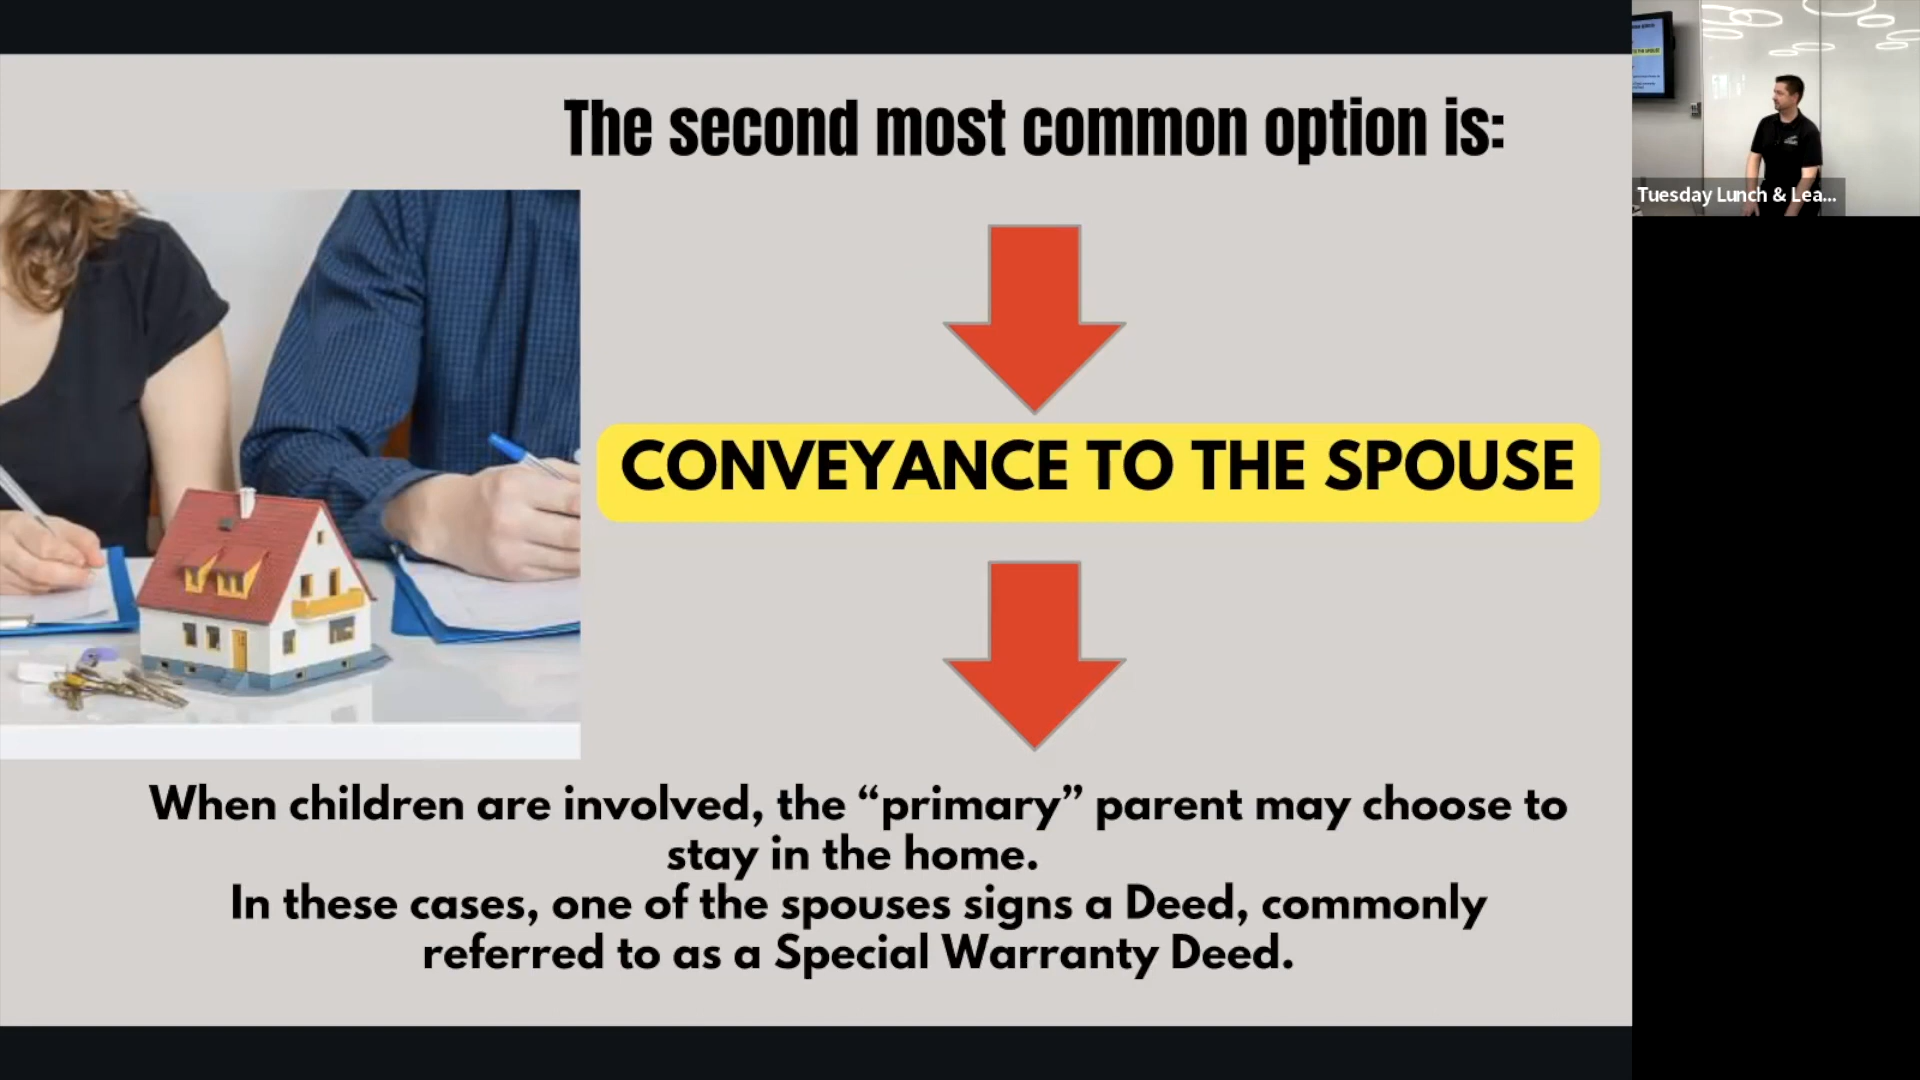 The second most common option is:
CONVEYANCE TO THE SPOUSE
When children are involved, the “primary” parent may choose to
stay in the home.
In these cases, one of the spouses signs a Deed, commonly
referred to as a Special Warranty Deed.
Tuesday Lunch & Lea...